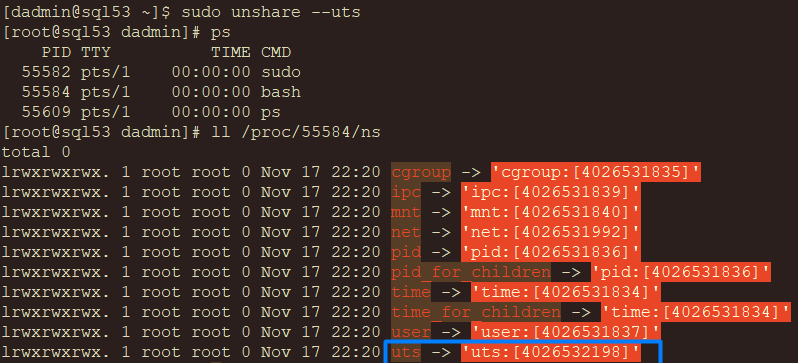 [dadmin@sql53 ~]$ sudo unshare --uts
[root@sql53 dadmin]# ps
    PID TTY          TIME CMD
  55582 pts/1    00:00:00 sudo
  55584 pts/1    00:00:00 bash
  55609 pts/1    00:00:00 ps
[root@sql53 dadmin]# ll /proc/55584/ns
total 0
lrwxrwxrwx. 1 root root 0 Nov 17 22:20 cgroup -> 'cgroup:[4026531835]'
lrwxrwxrwx. 1 root root 0 Nov 17 22:20 ipc -> 'ipc:[4026531839]'
lrwxrwxrwx. 1 root root 0 Nov 17 22:20 mnt -> 'mnt:[4026531840]'
lrwxrwxrwx. 1 root root 0 Nov 17 22:20 net -> 'net:[4026531992]'
lrwxrwxrwx. 1 root root 0 Nov 17 22:20 pid -> 'pid:[4026531836]'
lrwxrwxrwx. 1 root root 0 Nov 17 22:20 pid_for_children -> 'pid:[4026531836]'
lrwxrwxrwx. 1 root root 0 Nov 17 22:20 time -> 'time:[4026531834]'
lrwxrwxrwx. 1 root root 0 Nov 17 22:20 time_for_children -> 'time:[4026531834]'
lrwxrwxrwx. 1 root root 0 Nov 17 22:20 user -> 'user:[4026531837]'
lrwxrwxrwx. 1 root root 0 Nov 17 22:20 uts -> 'uts:[4026532198]'